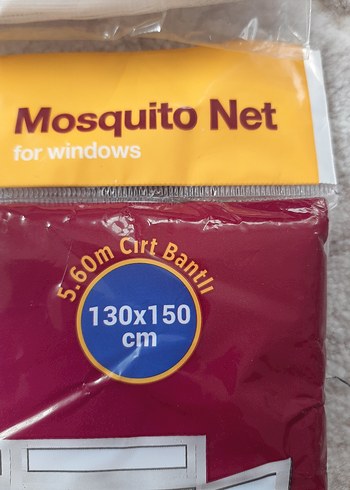 Mosquito Net
for windows
5.60m Cırt Bantlı
130x150
cm